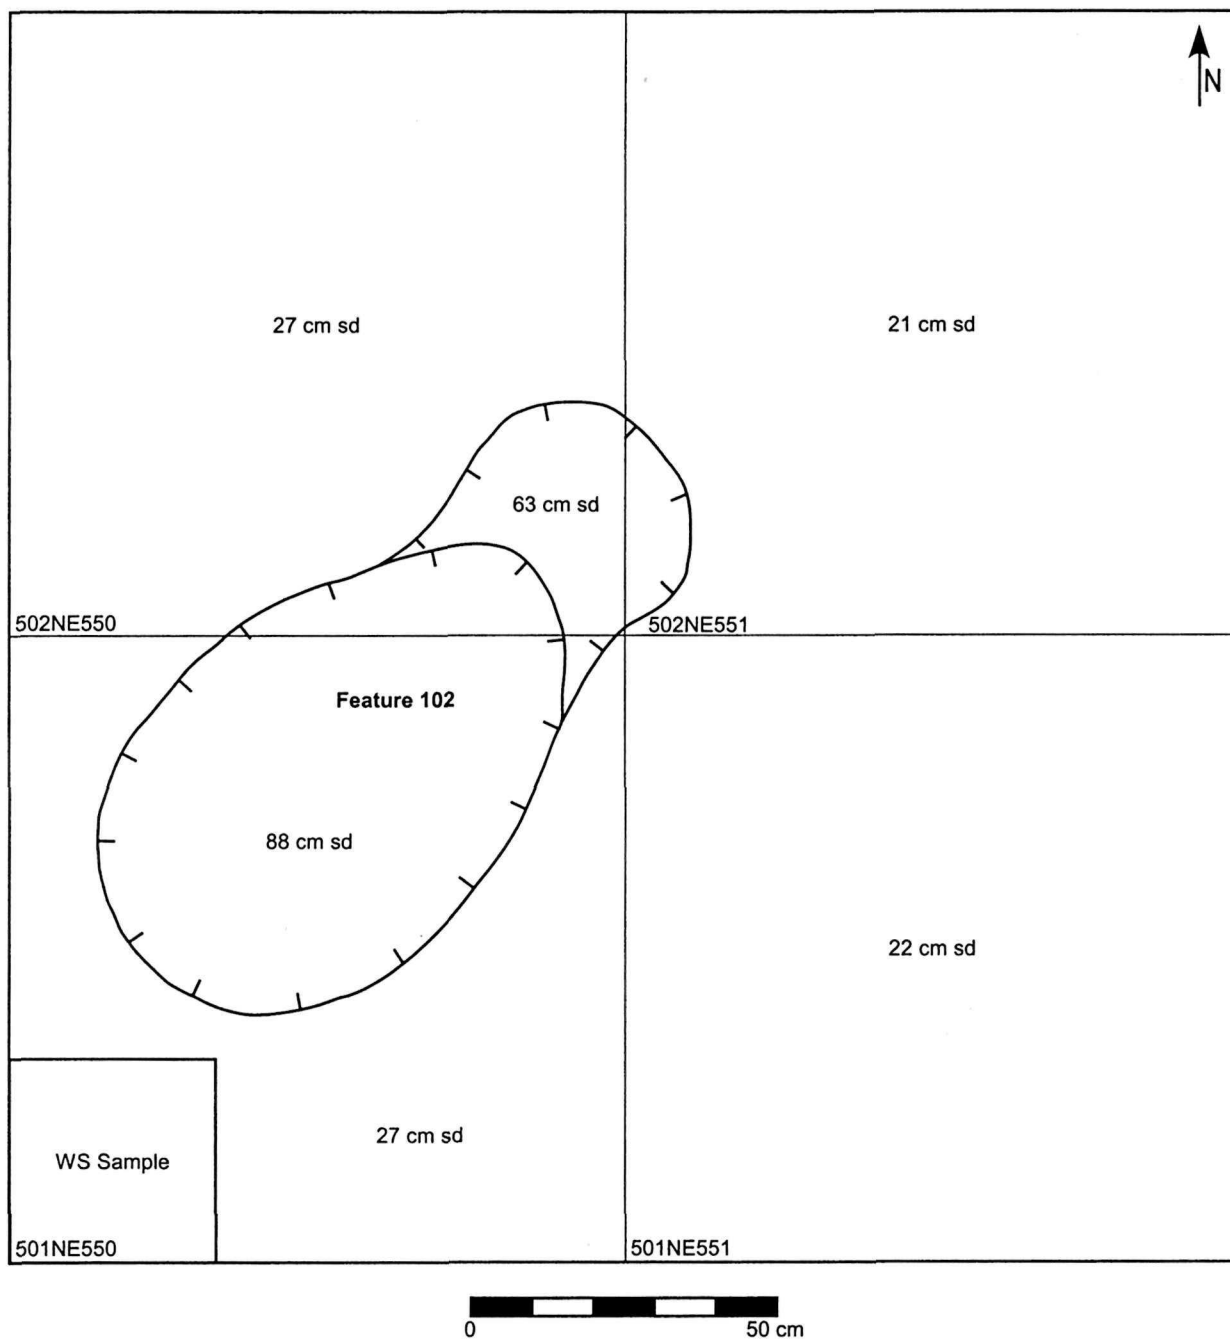 N
27 cm sd
21 cm sd
63 cm sd
502NE550
502NE551
Feature 102
88 cm sd
22 cm sd
27 cm sd
WS Sample
501NE550
501NE551
0
50 cm